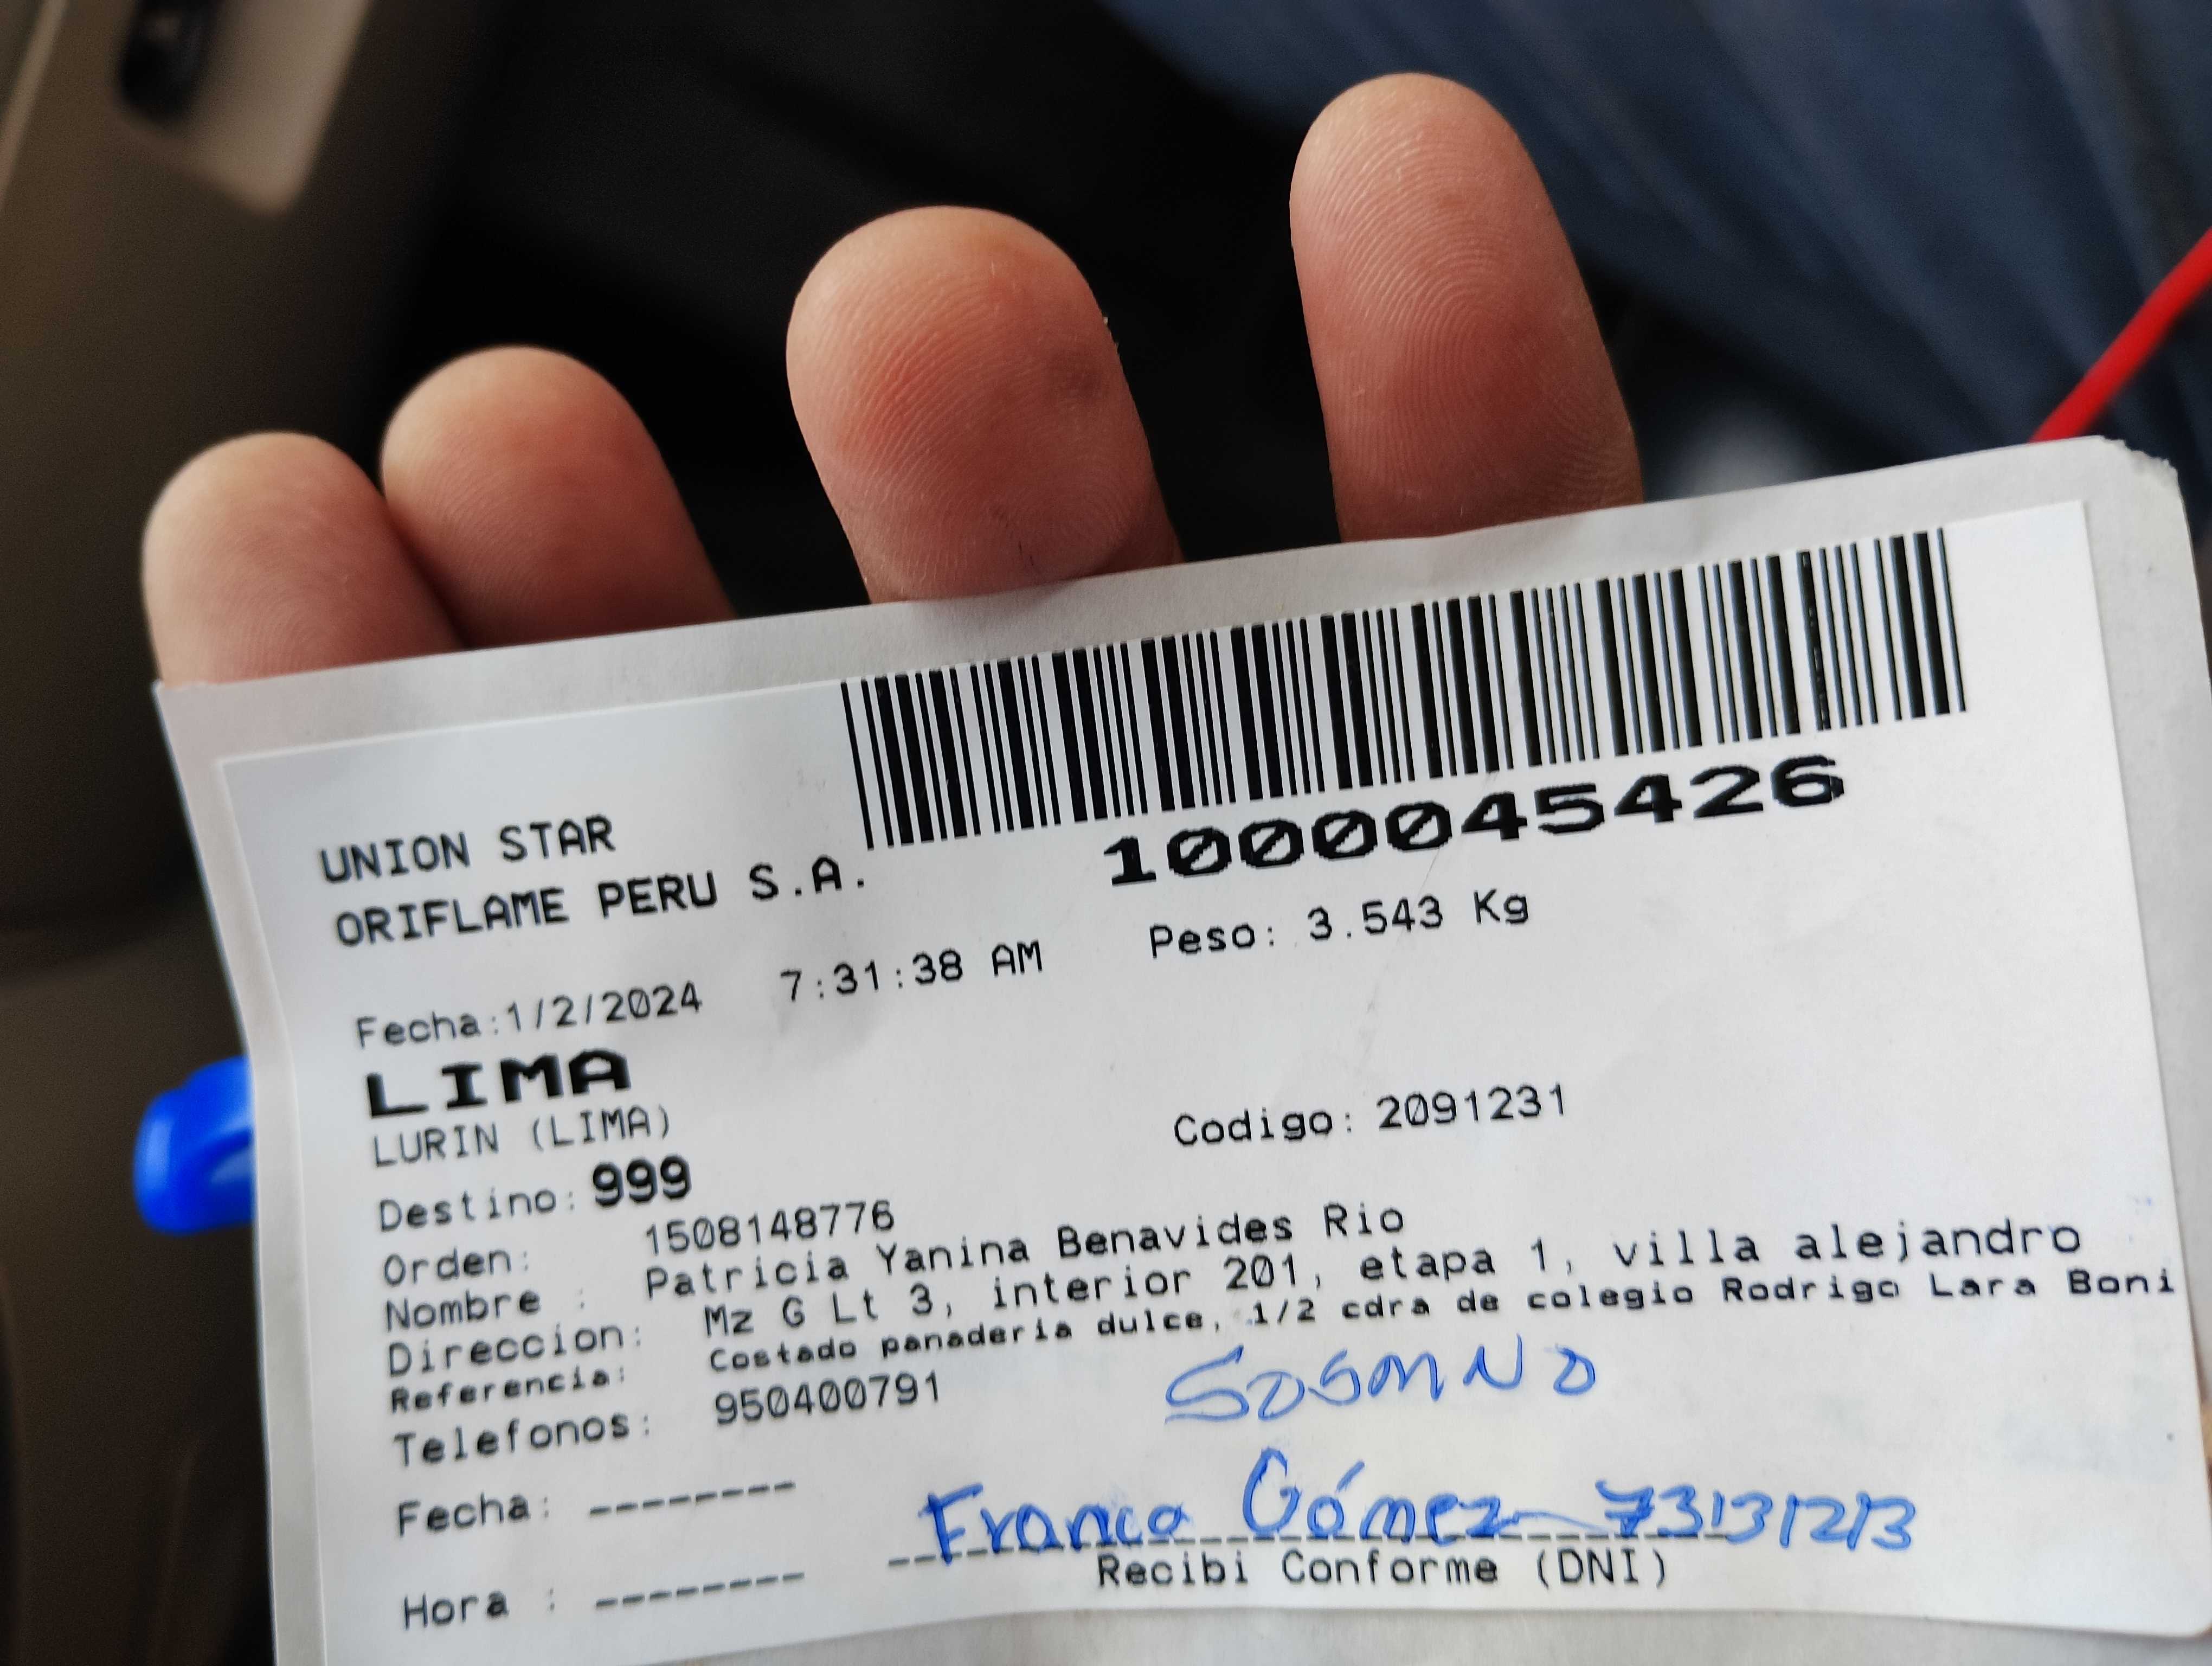 1000045426
UNION STAR
ORIFLAME PERU S.A.
Peso: 3.543 Kg
Fecha:1/2/2024 7:31:38 AM
LIMA
LURIN (LIMA)
Codigo: 2091231
Destino: 999
Orden: 1508148776
Nombre : Patricia Yanina Benavides Rio
Direccion: Mz G Lt 3, interior 201, etapa 1, villa alejandro
Referencia: Costado panaderia dulce, 1/2 cdra de colegio Rodrigo Lara Boni
Telefonos: 950400791
Fecha: --------
Franco Gómez 73131213
Recibi Conforme (DNI)
Hora : --------